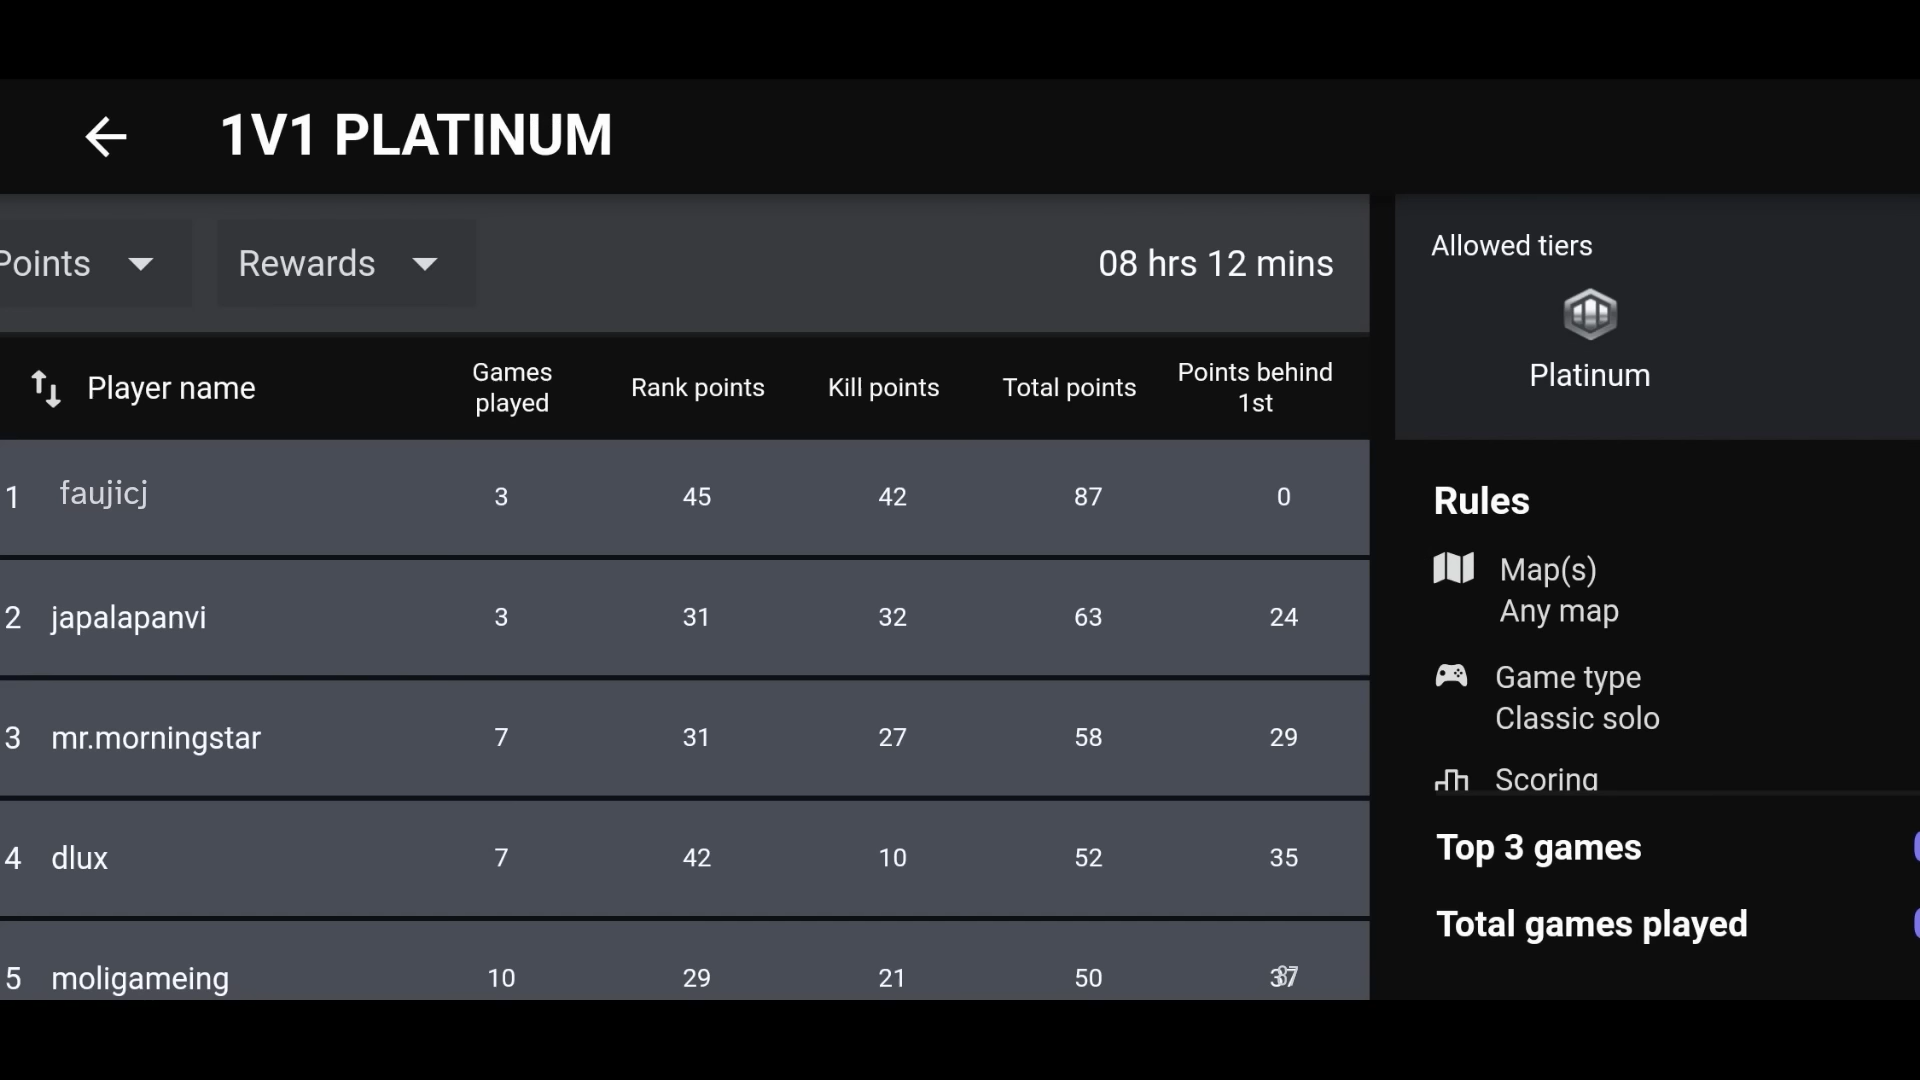 1V1 PLATINUM
Points Rewards 08 hrs 12 mins
Player name Games played Rank points Kill points Total points Points behind 1st
1 faujicj 3 45 42 87 0
2 japalapanvi 3 31 32 63 24
3 mr.morningstar 7 31 27 58 29
4 dlux 7 42 10 52 35
5 moligameing 10 29 21 50 37
Allowed tiers
Platinum
Rules
Map(s)
Any map
Game type
Classic solo
Scoring
Top 3 games
Total games played